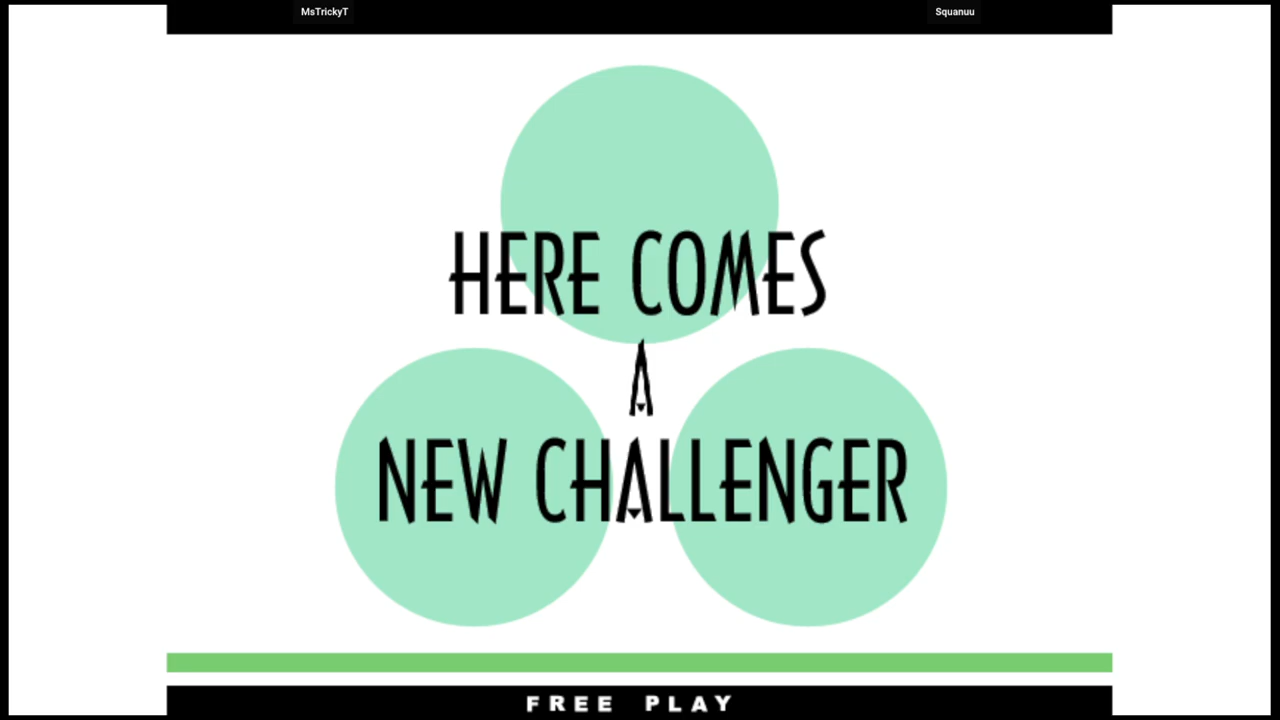 MsTrickyT
Squanuu
HERE COMES
A
NEW CHALLENGER
FREE PLAY